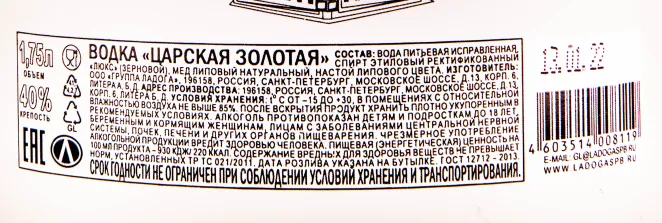 1,75л
ОБЪЕМ
40%
КРЕПОСТЬ
GL
EAC
ВОДКА «ЦАРСКАЯ ЗОЛОТАЯ» СОСТАВ: ВОДА ПИТЬЕВАЯ ИСПРАВЛЕННАЯ,
СПИРТ ЭТИЛОВЫЙ РЕКТИФИКОВАННЫЙ
«ЛЮКС» (ЗЕРНОВОЙ), МЕД ЛИПОВЫЙ НАТУРАЛЬНЫЙ, НАСТОЙ ЛИПОВОГО ЦВЕТА. ИЗГОТОВИТЕЛЬ:
ООО «ГРУППА ЛАДОГА», 196158, РОССИЯ, САНКТ-ПЕТЕРБУРГ, МОСКОВСКОЕ ШОССЕ, Д.13, КОРП. 6,
ЛИТЕРА Б, Д. АДРЕС ПРОИЗВОДСТВА: 196158, РОССИЯ, САНКТ-ПЕТЕРБУРГ, МОСКОВСКОЕ ШОССЕ, Д.13,
КОРП. 6, ЛИТЕРА Б, Д. УСЛОВИЯ ХРАНЕНИЯ: t° С ОТ -15 ДО +30, В ПОМЕЩЕНИЯХ С ОТНОСИТЕЛЬНОЙ
ВЛАЖНОСТЬЮ ВОЗДУХА НЕ ВЫШЕ 85%. ПОСЛЕ ВСКРЫТИЯ ПРОДУКТ ХРАНИТЬ ПЛОТНО УКУПОРЕННЫМ В
РЕКОМЕНДУЕМЫХ УСЛОВИЯХ. АЛКОГОЛЬ ПРОТИВОПОКАЗАН ДЕТЯМ И ПОДРОСТКАМ ДО 18 ЛЕТ,
БЕРЕМЕННЫМ И КОРМЯЩИМ ЖЕНЩИНАМ, ЛИЦАМ С ЗАБОЛЕВАНИЯМИ ЦЕНТРАЛЬНОЙ НЕРВНОЙ
СИСТЕМЫ, ПОЧЕК, ПЕЧЕНИ И ДРУГИХ ОРГАНОВ ПИЩЕВАРЕНИЯ. ЧРЕЗМЕРНОЕ УПОТРЕБЛЕНИЕ
АЛКОГОЛЬНОЙ ПРОДУКЦИИ ВРЕДИТ ЗДОРОВЬЮ ЧЕЛОВЕКА. ПИЩЕВАЯ (ЭНЕРГЕТИЧЕСКАЯ) ЦЕННОСТЬ НА
100 МЛ ПРОДУКТА - 930 КДЖ/ 220 ККАЛ. СОДЕРЖАНИЕ ВРЕДНЫХ ДЛЯ ЗДОРОВЬЯ ВЕЩЕСТВ НЕ ПРЕВЫШАЕТ
НОРМ, УСТАНОВЛЕННЫХ ТР ТС 021/2011. ДАТА РОЗЛИВА УКАЗАНА НА БУТЫЛКЕ. ГОСТ 12712 - 2013.
СРОК ГОДНОСТИ НЕ ОГРАНИЧЕН ПРИ СОБЛЮДЕНИИ УСЛОВИЙ ХРАНЕНИЯ И ТРАНСПОРТИРОВАНИЯ.
13.01.22
4 603514 008119
E-MAIL: GL@LADOGASPB.RU
WWW.LADOGASPB.RU